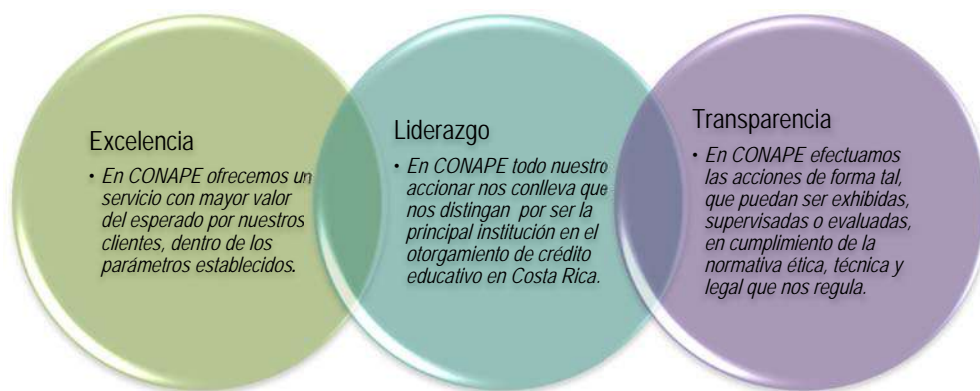 Excelencia
• En CONAPE ofrecemos un
servicio con mayor valor
del esperado por nuestros
clientes, dentro de los
parámetros establecidos.
Liderazgo
• En CONAPE todo nuestro
accionar nos conlleva que
nos distingan por ser la
principal institución en el
otorgamiento de crédito
educativo en Costa Rica.
Transparencia
• En CONAPE efectuamos
las acciones de forma tal,
que puedan ser exhibidas,
supervisadas o evaluadas,
en cumplimiento de la
normativa ética, técnica y
legal que nos regula.